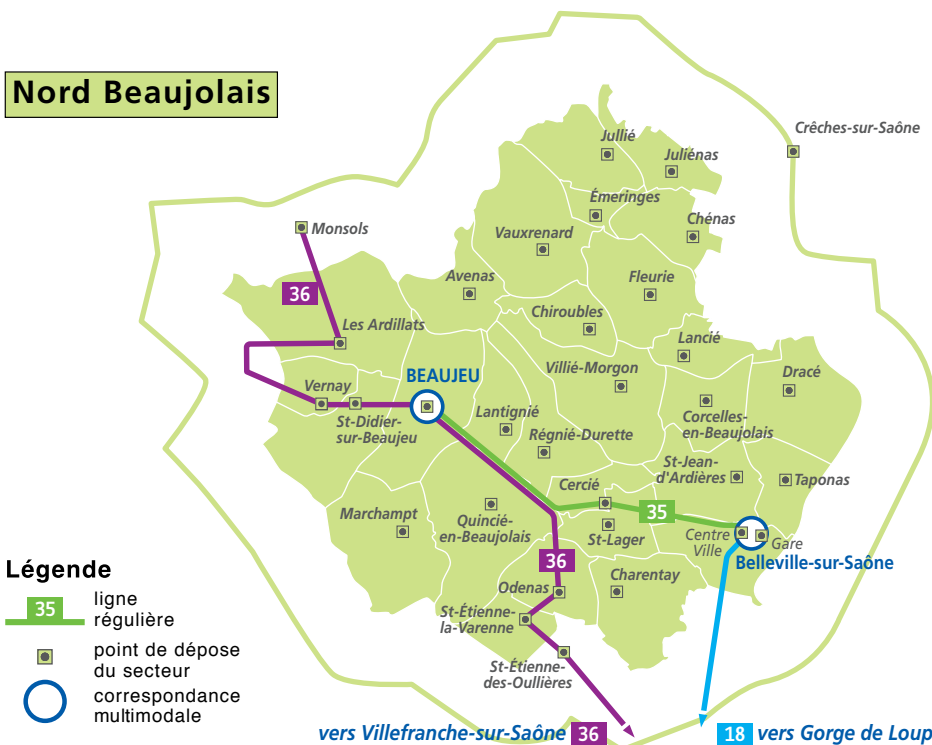 Nord Beaujolais
Crêches-sur-Saône
Jullié
Juliénas
Émeringes
Chénas
Monsols
Vauxrenard
Avenas
Fleurie
36
Chiroubles
Les Ardillats
Lancié
BEAUJEU
Villié-Morgon
Dracé
Vernay
St-Didier-
sur-Beaujeu
Lantignié
Corcelles-
en-Beaujolais
Régnié-Durette
St-Jean-
d'Ardières
Taponas
Cercié
Marchampt
Quincié-
en-Beaujolais
35
St-Lager
Centre
Ville
Gare
Belleville-sur-Saône
36
Odenas
Charentay
St-Étienne-
la-Varenne
St-Étienne-
des-Oullières
Légende
35
ligne
régulière
point de dépose
du secteur
correspondance
multimodale
vers Villefranche-sur-Saône 36
18 vers Gorge de Loup